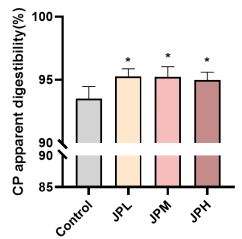 CP apparent digestibility(%)
100
95
90
90
85
* * *
Control JPL JPM JPH